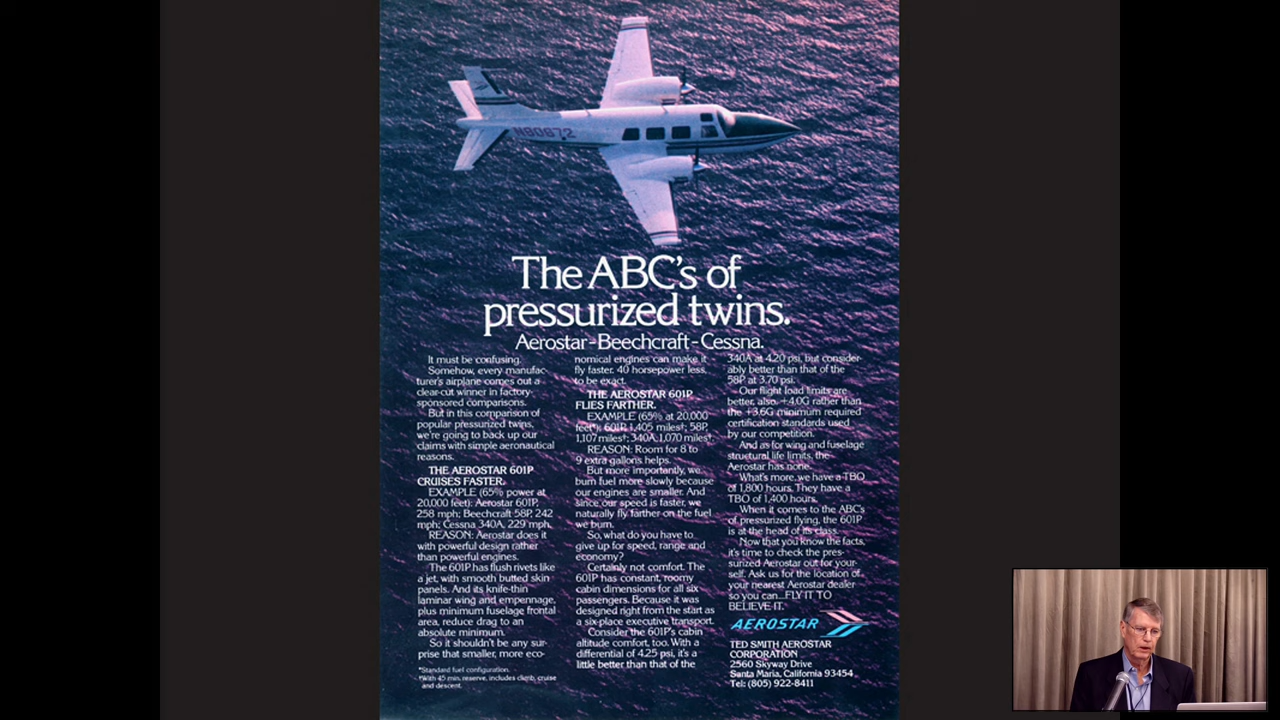 N80672
The ABC's of
pressurized twins.
Aerostar-Beechcraft-Cessna.
It must be confusing.
Somehow, every manufac-
turer's airplane comes out a
clear-cut winner in factory-
sponsored comparisons.
But in this comparison of
popular pressurized twins,
we're going to back up our
claims with simple aeronautical
reasons.
THE AEROSTAR 601P
CRUISES FASTER.
EXAMPLE (65% power at
20,000 feet): Aerostar 601P,
258 mph; Beechcraft 58P, 242
mph; Cessna 340A, 229 mph.
REASON: Aerostar does it
with powerful design rather
than powerful engines.
The 601P has flush rivets like
a jet, with smooth butted skin
panels. And its knife-thin
laminar wing and empennage,
plus minimum fuselage frontal
area, reduce drag to an
absolute minimum.
So it shouldn't be any sur-
prise that smaller, more eco-
*Standard fuel configuration.
†With 45 min. reserve, includes climb, cruise
and descent.
nomical engines can make it
fly faster. 40 horsepower less,
to be exact.
THE AEROSTAR 601P
FLIES FARTHER.
EXAMPLE (65% at 20,000
feet*): 601P, 1,405 miles†; 58P,
1,107 miles†; 340A, 1,070 miles†.
REASON: Room for 8 to
9 extra gallons helps.
But more importantly, we
burn fuel more slowly because
our engines are smaller. And
since our speed is faster, we
naturally fly farther on the fuel
we burn.
So, what do you have to
give up for speed, range and
economy?
Certainly not comfort. The
601P has constant, roomy
cabin dimensions for all six
passengers. Because it was
designed right from the start as
a six-place executive transport.
Consider the 601P's cabin
altitude comfort, too. With a
differential of 4.25 psi, it's a
little better than that of the
340A at 4.20 psi, but consider-
ably better than that of the
58P at 3.70 psi.
Our flight load limits are
better, also. +4.0G rather than
the +3.6G minimum required
certification standards used
by our competition.
And as for wing and fuselage
structural life limits, the
Aerostar has none.
What's more, we have a TBO
of 1,800 hours. They have a
TBO of 1,400 hours.
When it comes to the ABC's
of pressurized flying, the 601P
is at the head of its class.
Now that you know the facts,
it's time to check the pres-
surized Aerostar out for your-
self. Ask us for the location of
your nearest Aerostar dealer
so you can...FLY IT TO
BELIEVE IT.
AEROSTAR
TED SMITH AEROSTAR
CORPORATION
2560 Skyway Drive
Santa Maria, California 93454
Tel: (805) 922-8411